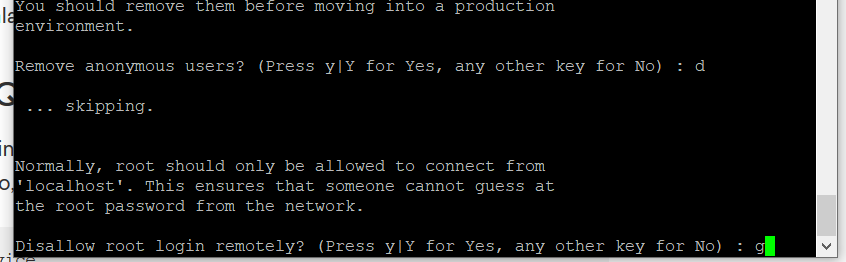 You should remove them before moving into a production
environment.
Remove anonymous users? (Press y|Y for Yes, any other key for No) : d
... skipping.
Normally, root should only be allowed to connect from
'localhost'. This ensures that someone cannot guess at
the root password from the network.
Disallow root login remotely? (Press y|Y for Yes, any other key for No) : g